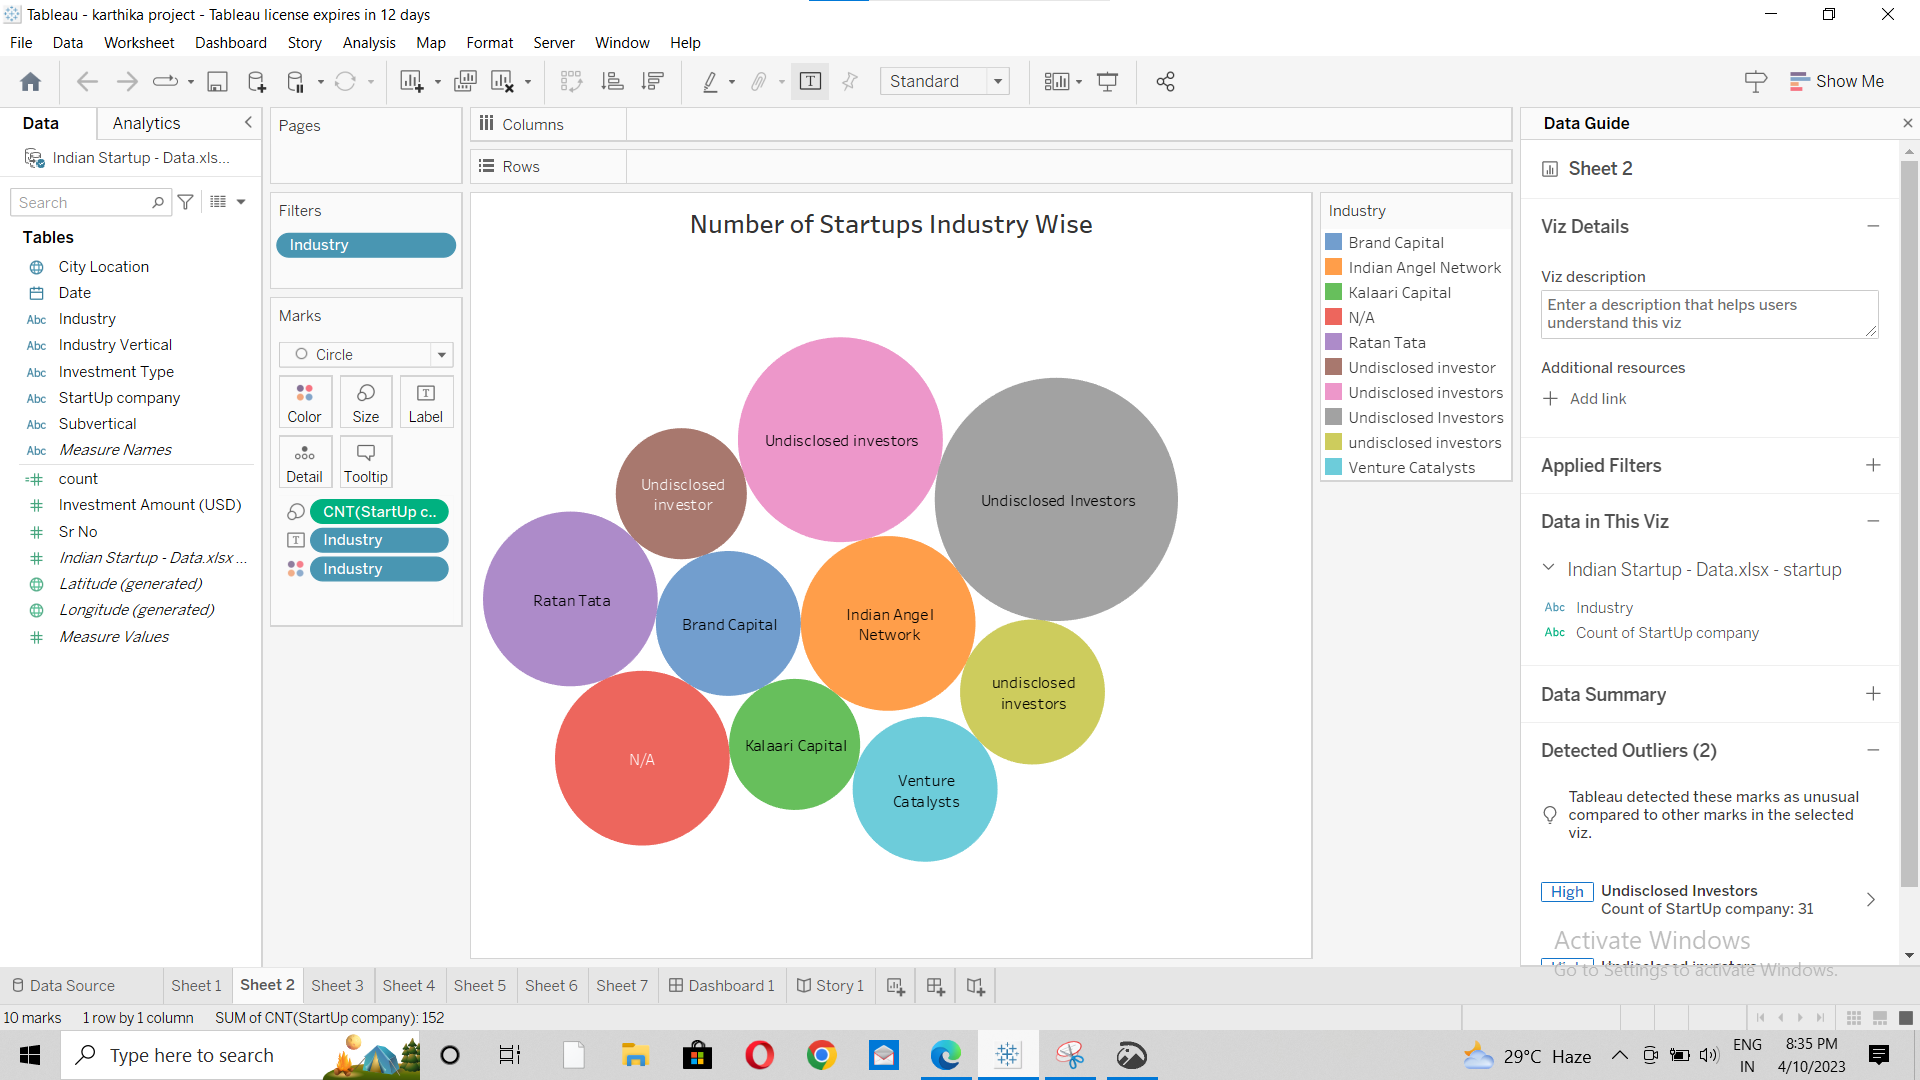 Tableau - karthika project - Tableau license expires in 12 days
File Data Worksheet Dashboard Story Analysis Map Format Server Window Help
Standard
Show Me
Data Analytics
Indian Startup - Data.xls...
Search
Tables
City Location
Date
Abc Industry
Abc Industry Vertical
Abc Investment Type
Abc StartUp company
Abc Subvertical
Abc Measure Names
count
Investment Amount (USD)
Sr No
Indian Startup - Data.xlsx ...
Latitude (generated)
Longitude (generated)
Measure Values
Pages
Filters
Industry
Marks
Circle
Color Size Label
Detail Tooltip
CNT(StartUp c..
Industry
Industry
Columns
Rows
Number of Startups Industry Wise
Undisclosed investors
Undisclosed
investor
Undisclosed Investors
Ratan Tata
Brand Capital
Indian Angel
Network
undisclosed
investors
N/A
Kalaari Capital
Venture
Catalysts
Industry
Brand Capital
Indian Angel Network
Kalaari Capital
N/A
Ratan Tata
Undisclosed investor
Undisclosed investors
Undisclosed Investors
undisclosed investors
Venture Catalysts
Data Guide
Sheet 2
Viz Details
Viz description
Enter a description that helps users
understand this viz
Additional resources
Add link
Applied Filters
Data in This Viz
Indian Startup - Data.xlsx - startup
Abc Industry
Abc Count of StartUp company
Data Summary
Detected Outliers (2)
Tableau detected these marks as unusual
compared to other marks in the selected
viz.
High Undisclosed Investors
Count of StartUp company: 31
Activate Windows
Go to Settings to activate Windows.
Data Source Sheet 1 Sheet 2 Sheet 3 Sheet 4 Sheet 5 Sheet 6 Sheet 7 Dashboard 1 Story 1
10 marks 1 row by 1 column SUM of CNT(StartUp company): 152
Type here to search
29°C Haze
ENG
IN
8:35 PM
4/10/2023